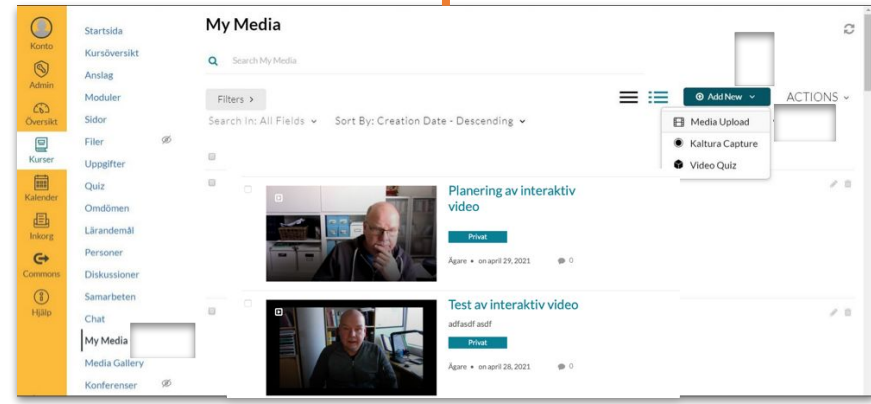 Konto
Admin
Översikt
Kurser
Kalender
Inkorg
Commons
Hjälp
Startsida
Kursöversikt
Anslag
Moduler
Sidor
Filer
Uppgifter
Quiz
Omdömen
Lärandemål
Inkorg
Personer
Diskussioner
Samarbeten
Chat
My Media
Media Gallery
Konferenser
My Media
Search My Media
Filters >
Add New
ACTIONS
Search In: All Fields Sort By: Creation Date - Descending
Media Upload
Kaltura Capture
Video Quiz
Planering av interaktiv
video
Privat
Ägare • on april 29, 2021 0
Test av interaktiv video
adfasdf asdf
Privat
Ägare • on april 28, 2021 0